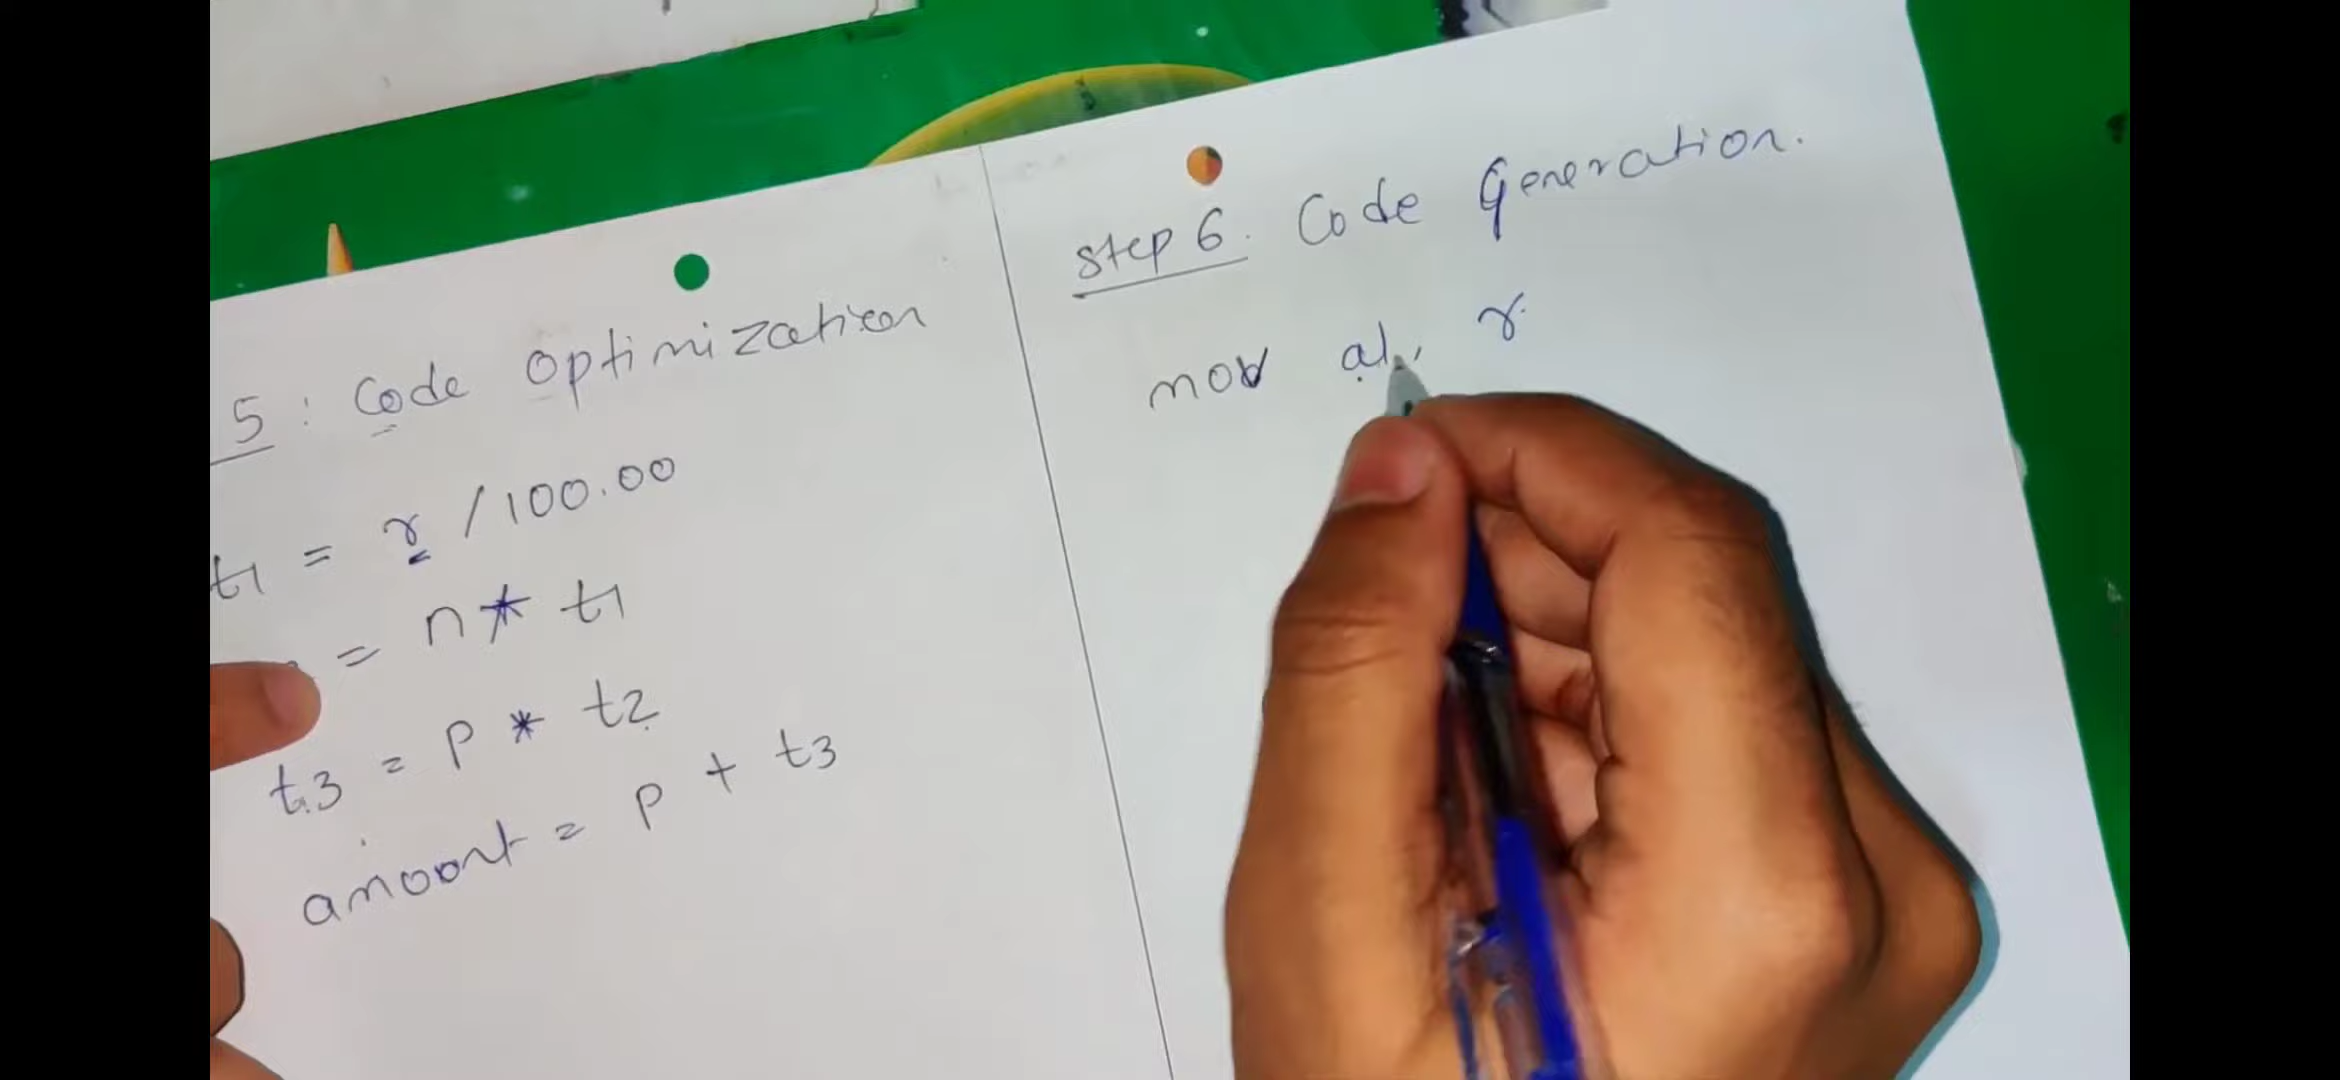 5 : Code Optimization
t1 = r / 100.00
= n * t1
t3 = p * t2
amount = p + t3
Step 6. Code Generation.
mov al, r